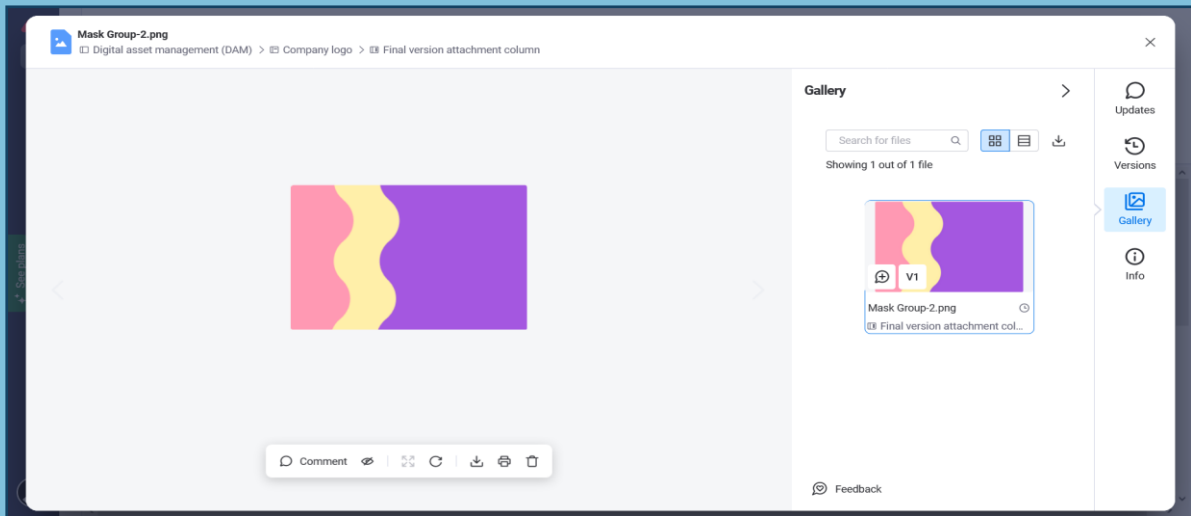 Mask Group-2.png
Digital asset management (DAM) > Company logo > Final version attachment column
Gallery
Search for files
Showing 1 out of 1 file
V1
Mask Group-2.png
Final version attachment col...
Feedback
Updates
Versions
Gallery
Info
See plans
Comment